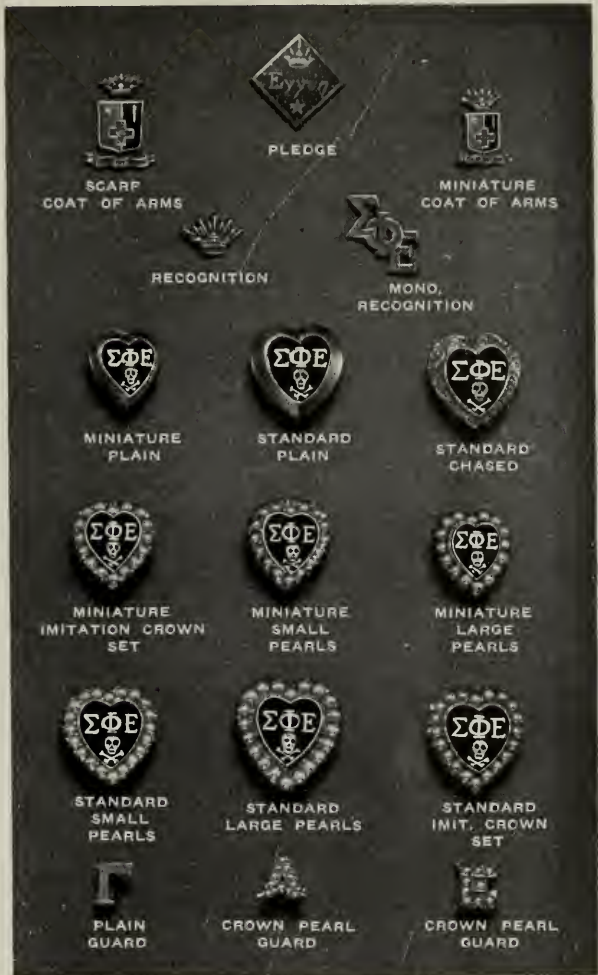 Εγγύη
PLEDGE
SCARF
COAT OF ARMS
MINIATURE
COAT OF ARMS
RECOGNITION
ΣΦΕ
MONO.
RECOGNITION
ΣΦΕ
MINIATURE
PLAIN
ΣΦΕ
STANDARD
PLAIN
ΣΦΕ
STANDARD
CHASED
ΣΦΕ
MINIATURE
IMITATION CROWN
SET
ΣΦΕ
MINIATURE
SMALL
PEARLS
ΣΦΕ
MINIATURE
LARGE
PEARLS
ΣΦΕ
STANDARD
SMALL
PEARLS
ΣΦΕ
STANDARD
LARGE PEARLS
ΣΦΕ
STANDARD
IMIT. CROWN
SET
Γ
PLAIN
GUARD
A
CROWN PEARL
GUARD
B
CROWN PEARL
GUARD